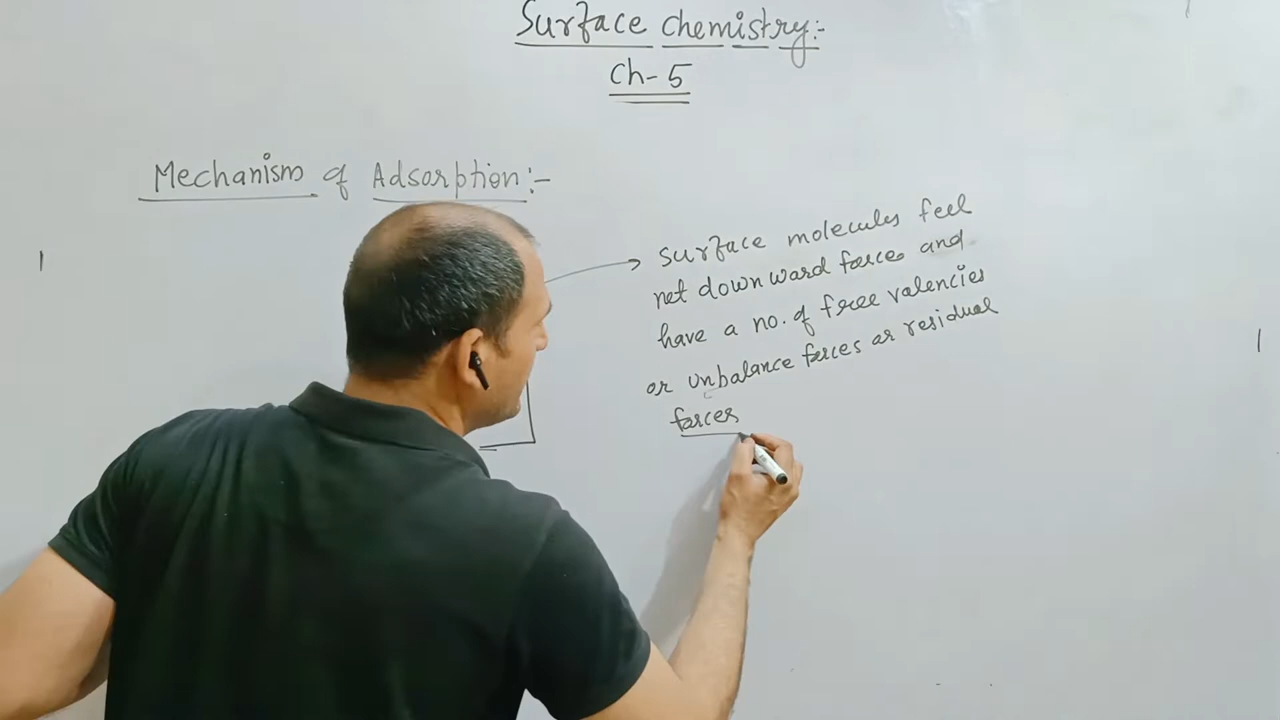 Surface chemistry:-
Ch-5
Mechanism of Adsorption:-
surface molecules feel
net downward forces and
have a no. of free valencies
or unbalance forces or residual
forces